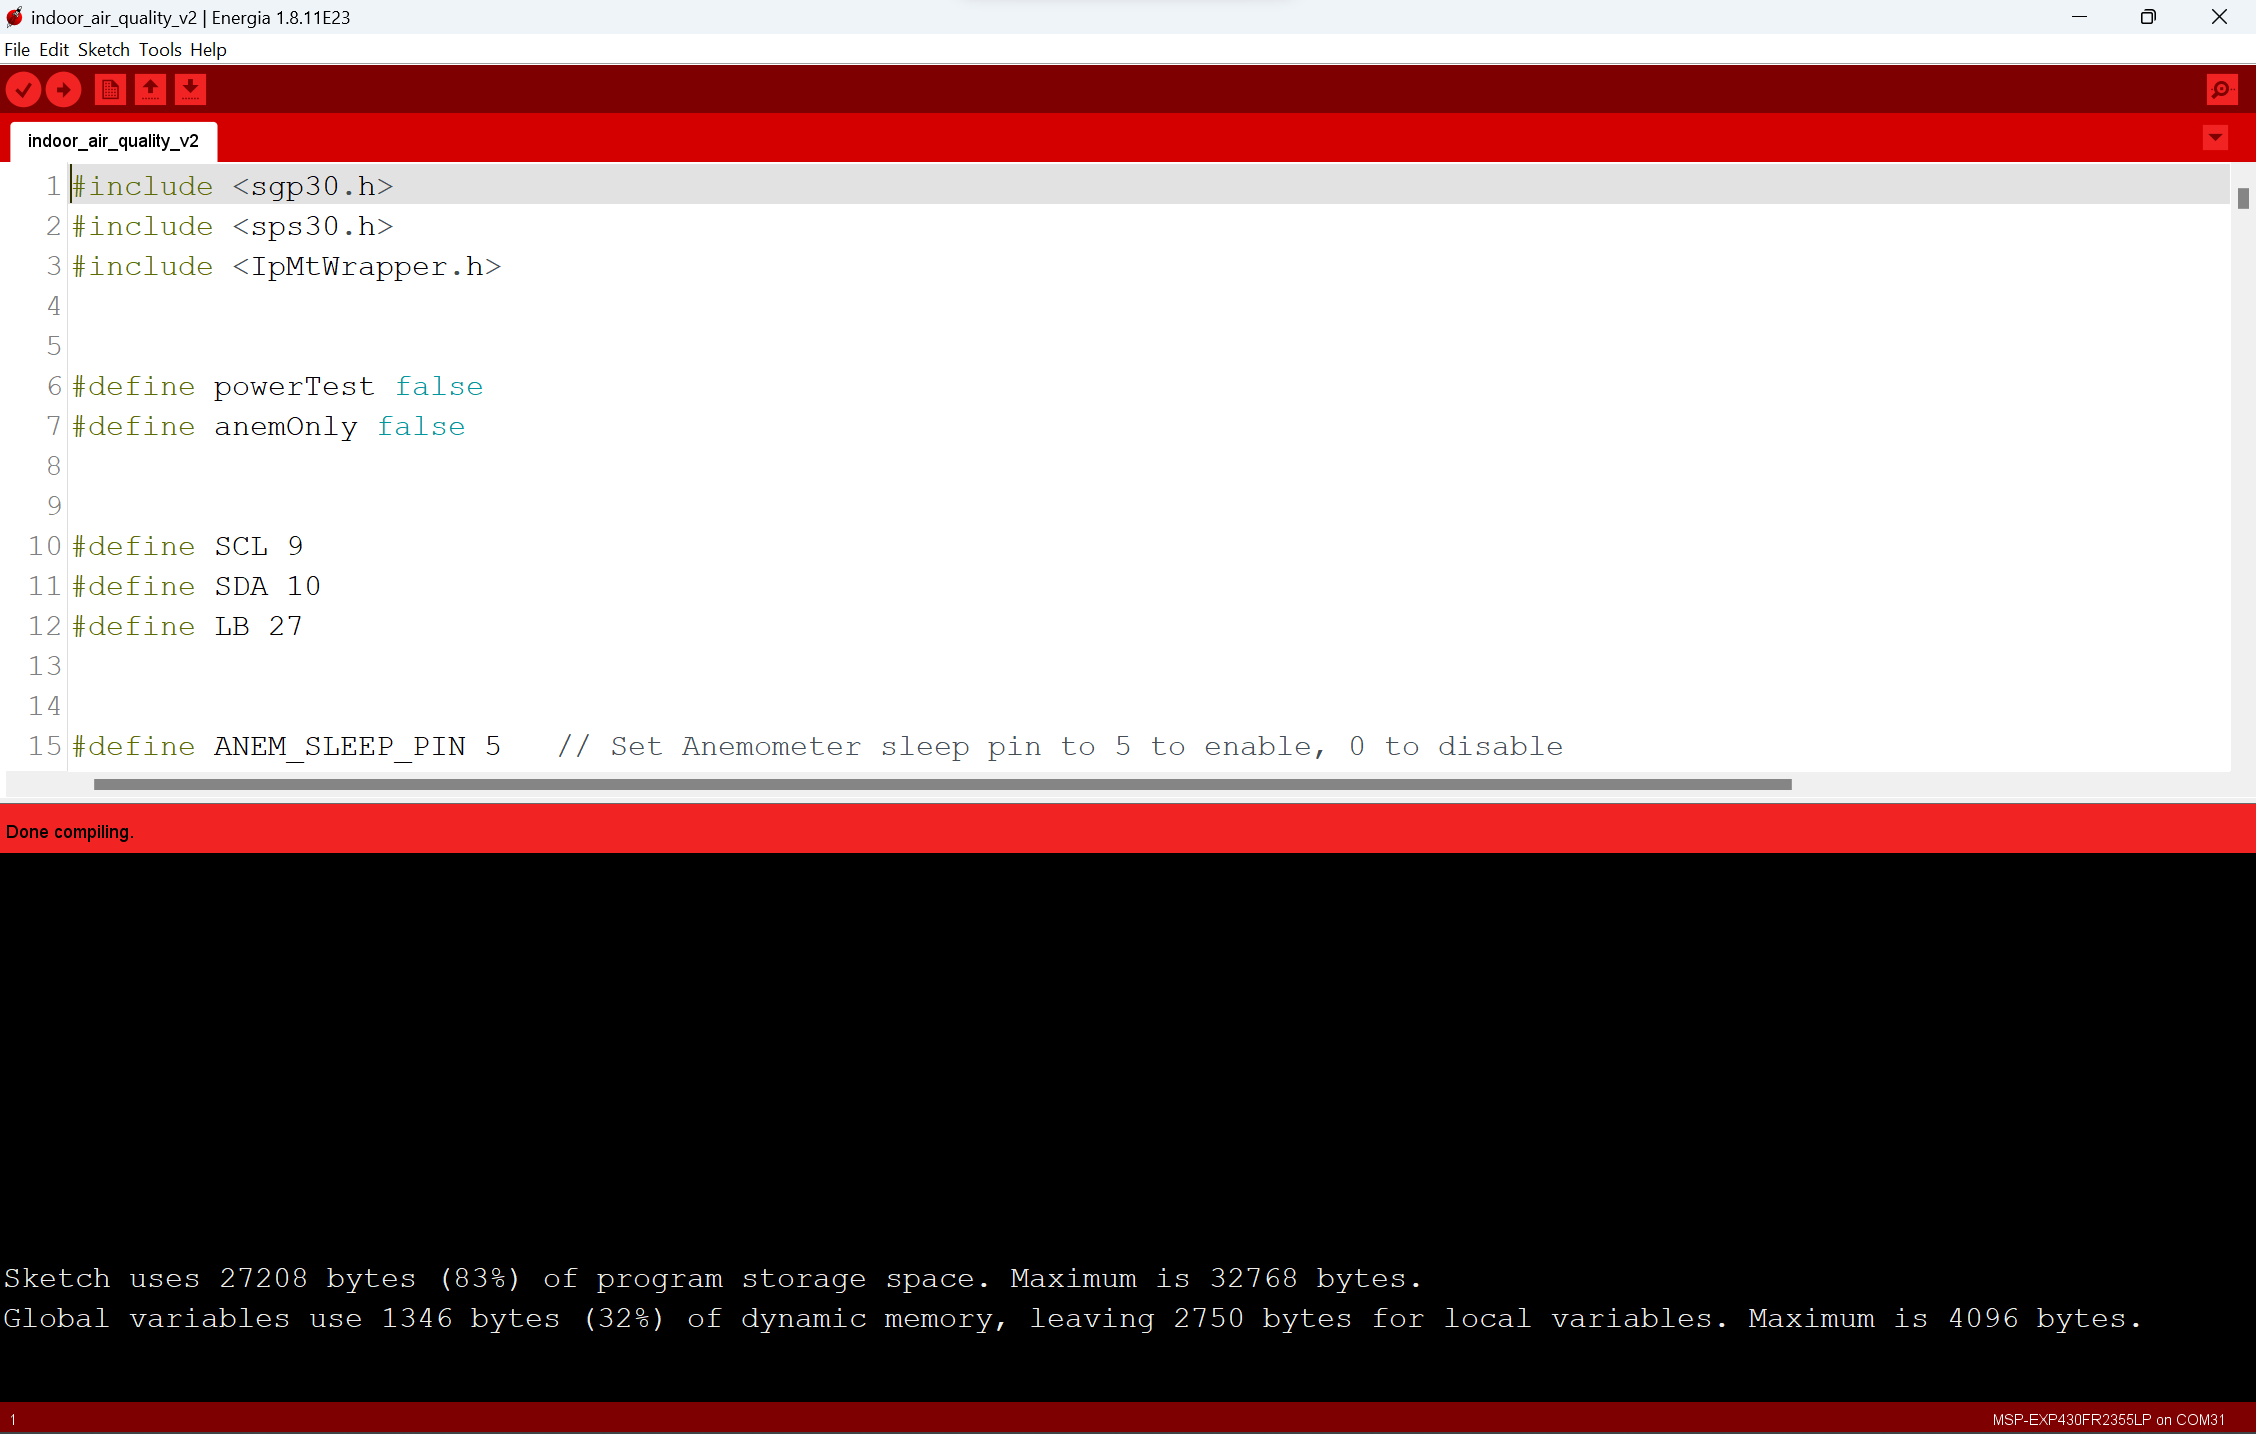 indoor_air_quality_v2 | Energia 1.8.11E23
File Edit Sketch Tools Help
indoor_air_quality_v2
1 #include <sgp30.h>
2 #include <sps30.h>
3 #include <IpMtWrapper.h>
4
5
6 #define powerTest false
7 #define anemOnly false
8
9
10 #define SCL 9
11 #define SDA 10
12 #define LB 27
13
14
15 #define ANEM_SLEEP_PIN 5   // Set Anemometer sleep pin to 5 to enable, 0 to disable
Done compiling.
Sketch uses 27208 bytes (83%) of program storage space. Maximum is 32768 bytes.
Global variables use 1346 bytes (32%) of dynamic memory, leaving 2750 bytes for local variables. Maximum is 4096 bytes.
1
MSP-EXP430FR2355LP on COM31